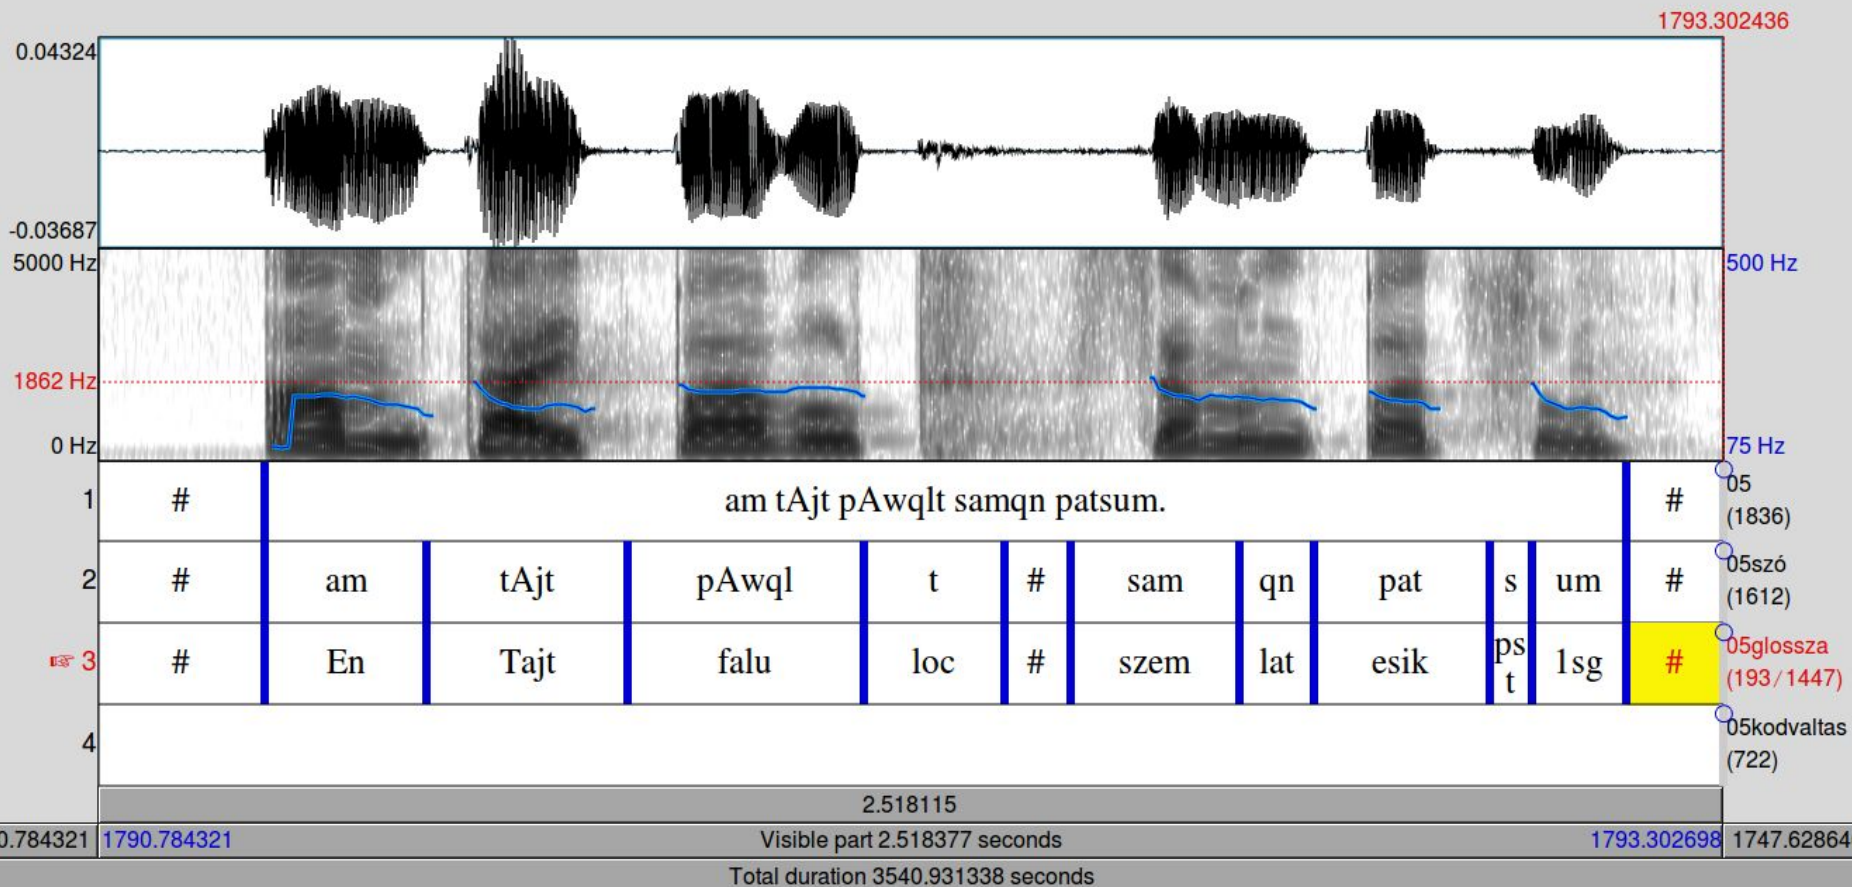 1793.302436
0.04324
-0.03687
5000 Hz
500 Hz
1862 Hz
0 Hz
75 Hz
1 # am tAjt pAwqlt samqn patsum. # 05 (1836)
2 # am tAjt pAwql t # sam qn pat s um # 05szó (1612)
☞ 3 # En Tajt falu loc # szem lat esik pst 1sg # 05glossza (193/1447)
4 05kodvaltas (722)
2.518115
0.784321 1790.784321 Visible part 2.518377 seconds 1793.302698 1747.62864
Total duration 3540.931338 seconds